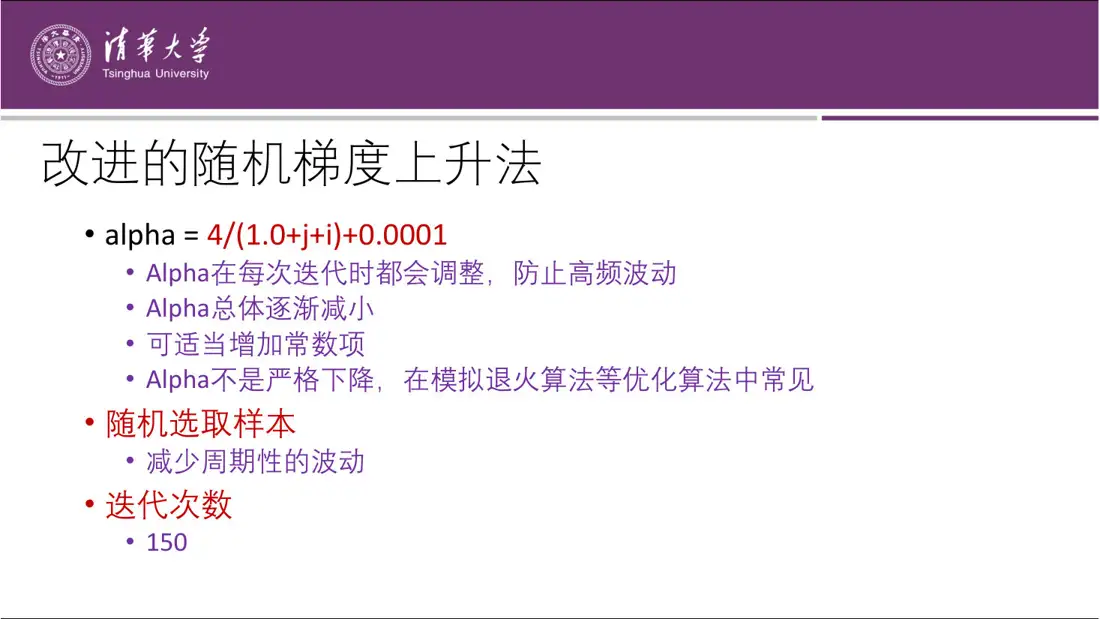 清华大学
Tsinghua University
改进的随机梯度上升法
• alpha = 4/(1.0+j+i)+0.0001
• Alpha在每次迭代时都会调整，防止高频波动
• Alpha总体逐渐减小
• 可适当增加常数项
• Alpha不是严格下降，在模拟退火算法等优化算法中常见
• 随机选取样本
• 减少周期性的波动
• 迭代次数
• 150